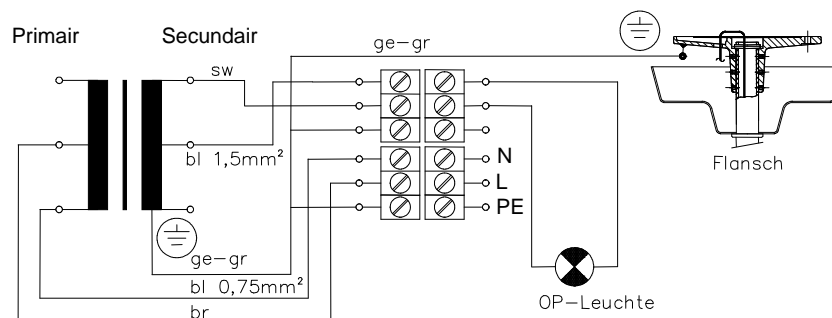 Primair
Secundair
ge-gr
sw
bl 1,5mm²
N
L
PE
Flansch
ge-gr
bl 0,75mm²
br
OP-Leuchte